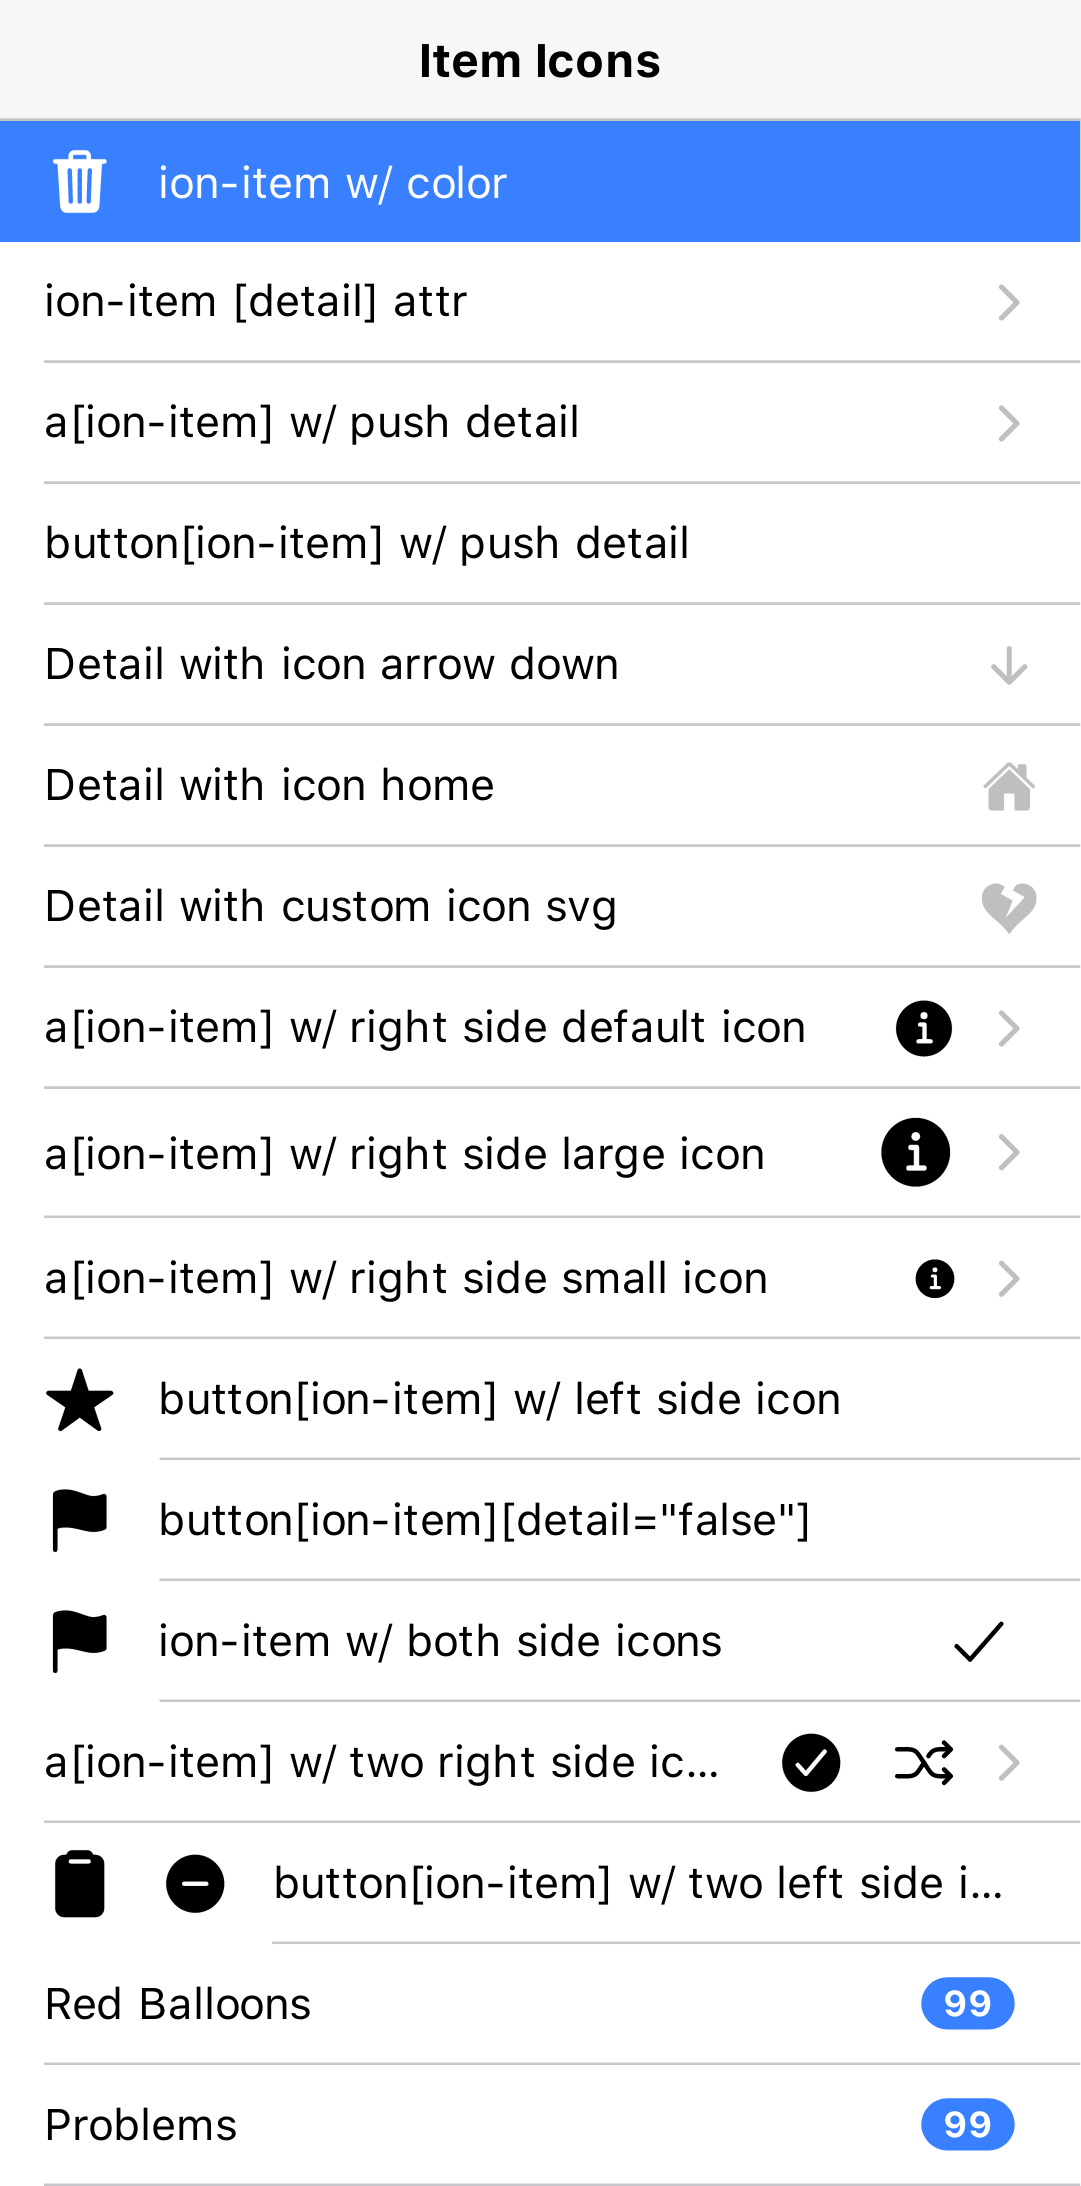 Item Icons
ion-item w/ color
ion-item [detail] attr
a[ion-item] w/ push detail
button[ion-item] w/ push detail
Detail with icon arrow down
Detail with icon home
Detail with custom icon svg
a[ion-item] w/ right side default icon
a[ion-item] w/ right side large icon
a[ion-item] w/ right side small icon
button[ion-item] w/ left side icon
button[ion-item][detail="false"]
ion-item w/ both side icons
a[ion-item] w/ two right side ic...
button[ion-item] w/ two left side i...
Red Balloons 99
Problems 99